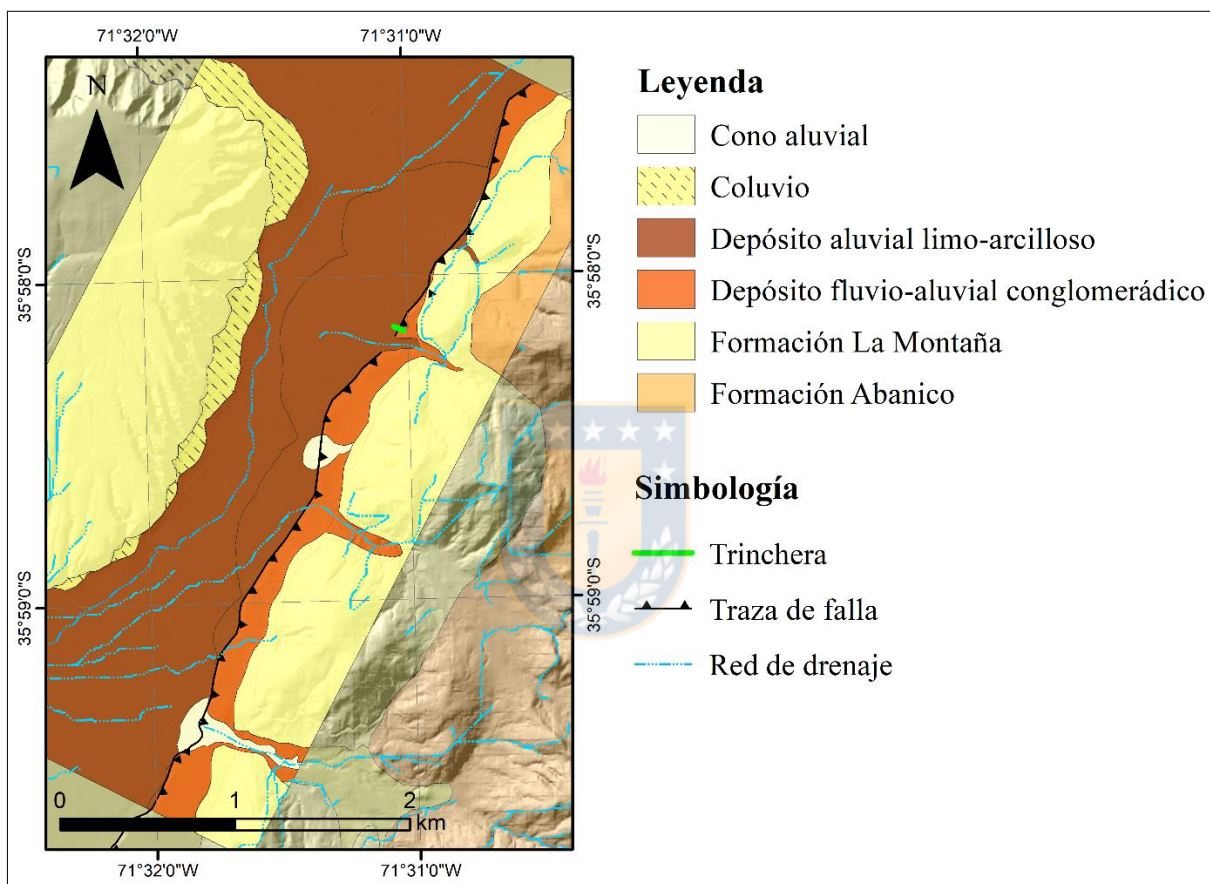 71°32'0"W
71°31'0"W
N
35°58'0"S
35°58'0"S
35°59'0"S
35°59'0"S
0
1
2
km
71°32'0"W
71°31'0"W
Leyenda
Cono aluvial
Coluvio
Depósito aluvial limo-arcilloso
Depósito fluvio-aluvial conglomerádico
Formación La Montaña
Formación Abanico
Simbología
Trinchera
Traza de falla
Red de drenaje